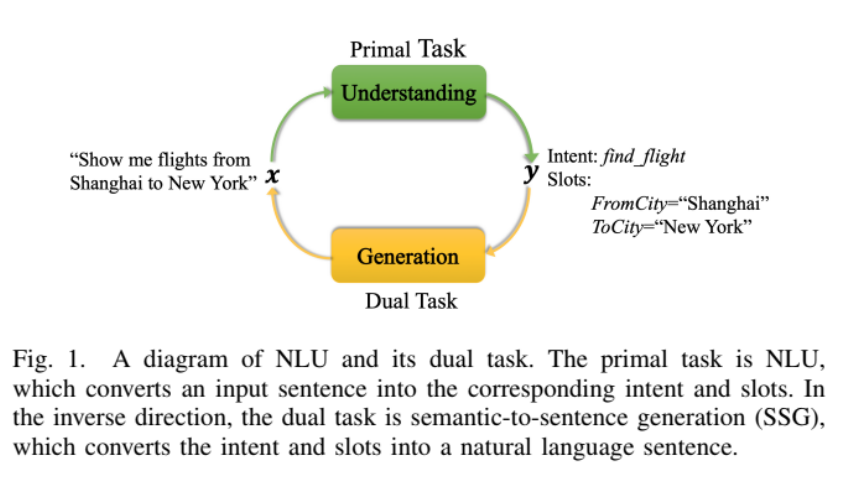 Primal Task
Understanding
“Show me flights from
Shanghai to New York” x
y Intent: find_flight
Slots:
FromCity=“Shanghai”
ToCity=“New York”
Generation
Dual Task
Fig. 1. A diagram of NLU and its dual task. The primal task is NLU,
which converts an input sentence into the corresponding intent and slots. In
the inverse direction, the dual task is semantic-to-sentence generation (SSG),
which converts the intent and slots into a natural language sentence.